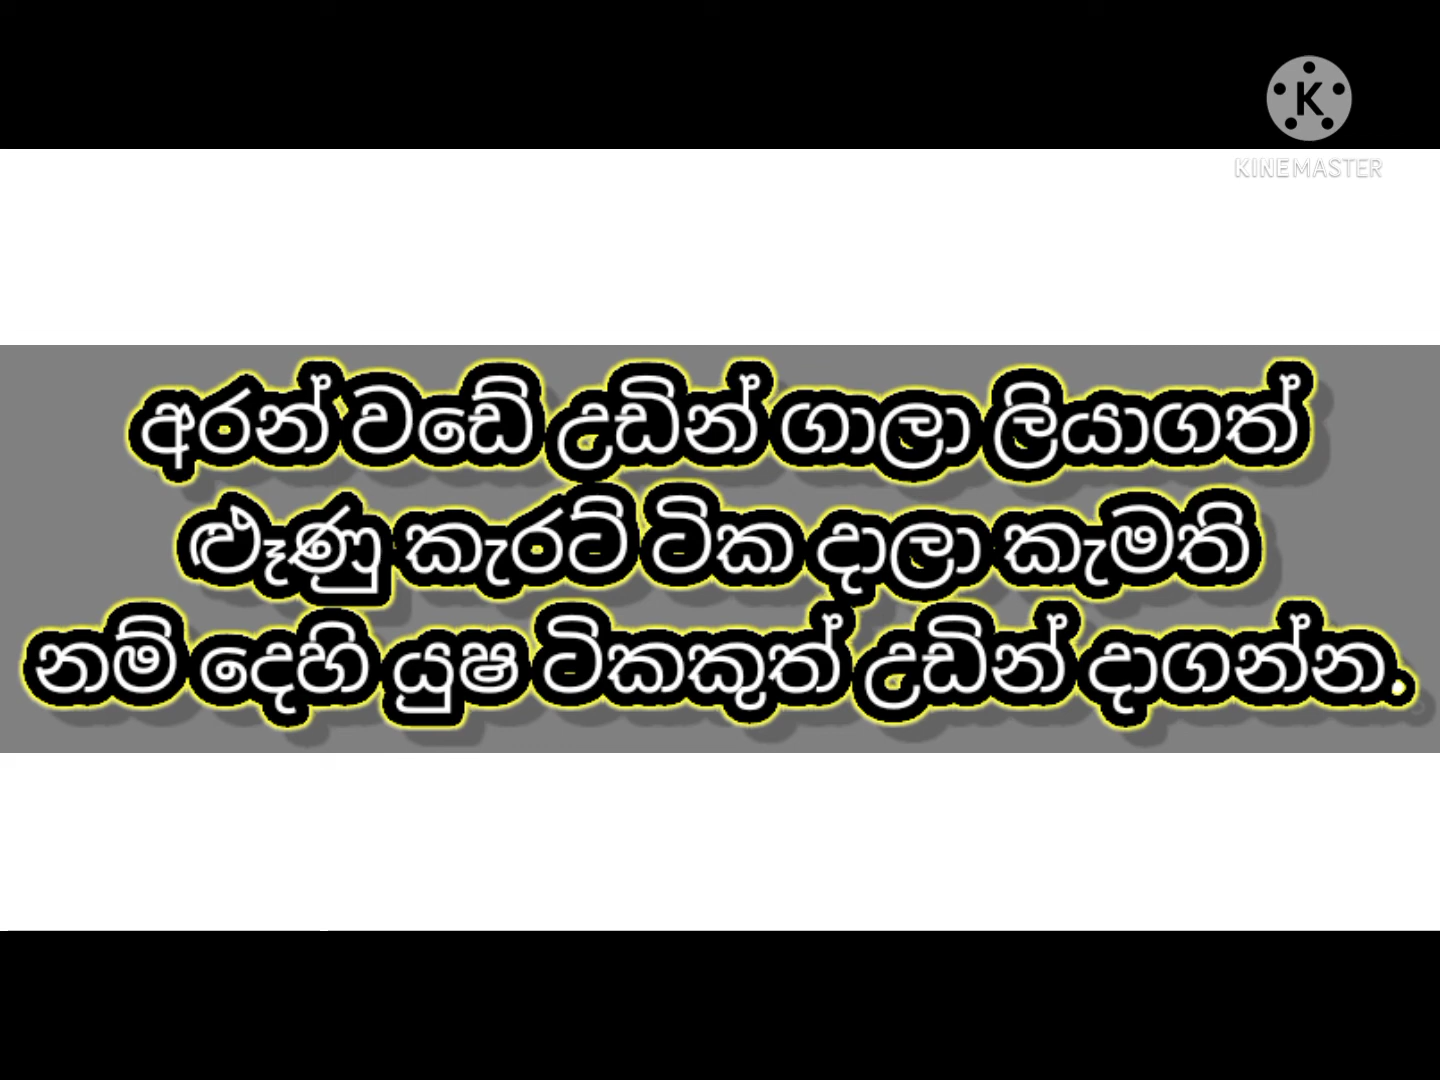 KINEMASTER
අරන් වඩේ උඩින් ගාලා ලියාගත්
ළූණු කැරට් ටික දාලා කැමති
නම් දෙහි යුෂ ටිකකුත් උඩින් දාගන්න.